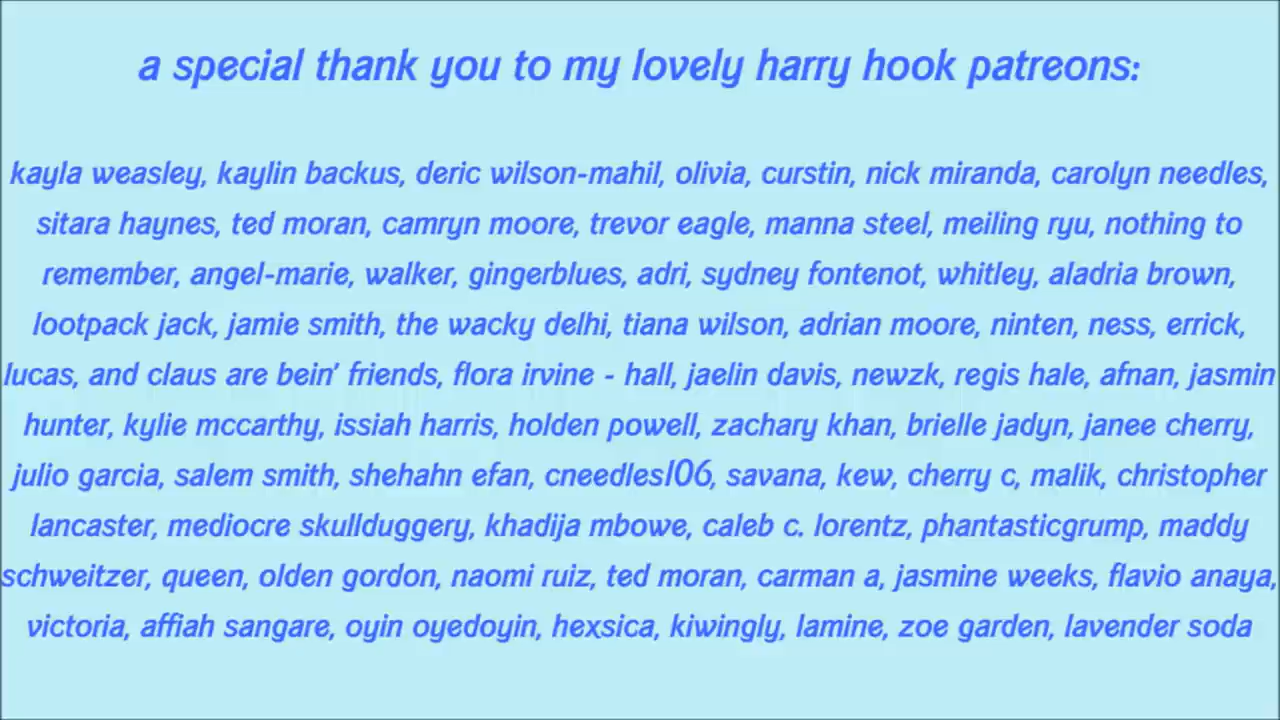 a special thank you to my lovely harry hook patreons:
kayla weasley, kaylin backus, deric wilson-mahil, olivia, curstin, nick miranda, carolyn needles,
sitara haynes, ted moran, camryn moore, trevor eagle, manna steel, meiling ryu, nothing to
remember, angel-marie, walker, gingerblues, adri, sydney fontenot, whitley, aladria brown,
lootpack jack, jamie smith, the wacky delhi, tiana wilson, adrian moore, ninten, ness, errick,
lucas, and claus are bein' friends, flora irvine - hall, jaelin davis, newzk, regis hale, afnan, jasmin
hunter, kylie mccarthy, issiah harris, holden powell, zachary khan, brielle jadyn, janee cherry,
julio garcia, salem smith, shehahn efan, cneedles106, savana, kew, cherry c, malik, christopher
lancaster, mediocre skullduggery, khadija mbowe, caleb c. lorentz, phantasticgrump, maddy
schweitzer, queen, olden gordon, naomi ruiz, ted moran, carman a, jasmine weeks, flavio anaya,
victoria, affiah sangare, oyin oyedoyin, hexsica, kiwingly, lamine, zoe garden, lavender soda